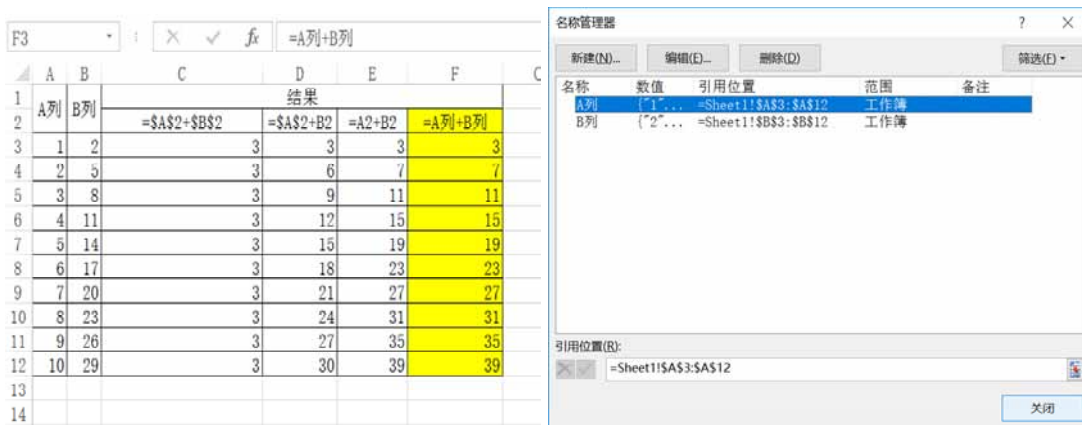 F3 fx =A列+B列
A B C D E F
1 A列 B列 结果
2 =$A$2+$B$2 =$A$2+B2 =A2+B2 =A列+B列
3 1 2 3 3 3 3
4 2 5 3 6 7 7
5 3 8 3 9 11 11
6 4 11 3 12 15 15
7 5 14 3 15 19 19
8 6 17 3 18 23 23
9 7 20 3 21 27 27
10 8 23 3 24 31 31
11 9 26 3 27 35 35
12 10 29 3 30 39 39
13
14
名称管理器 ? ×
新建(N)... 编辑(E)... 删除(D) 筛选(F)
名称 数值 引用位置 范围 备注
A列 {"1"... =Sheet1!$A$3:$A$12 工作簿
B列 {"2"... =Sheet1!$B$3:$B$12 工作簿
引用位置(R):
=Sheet1!$A$3:$A$12
关闭